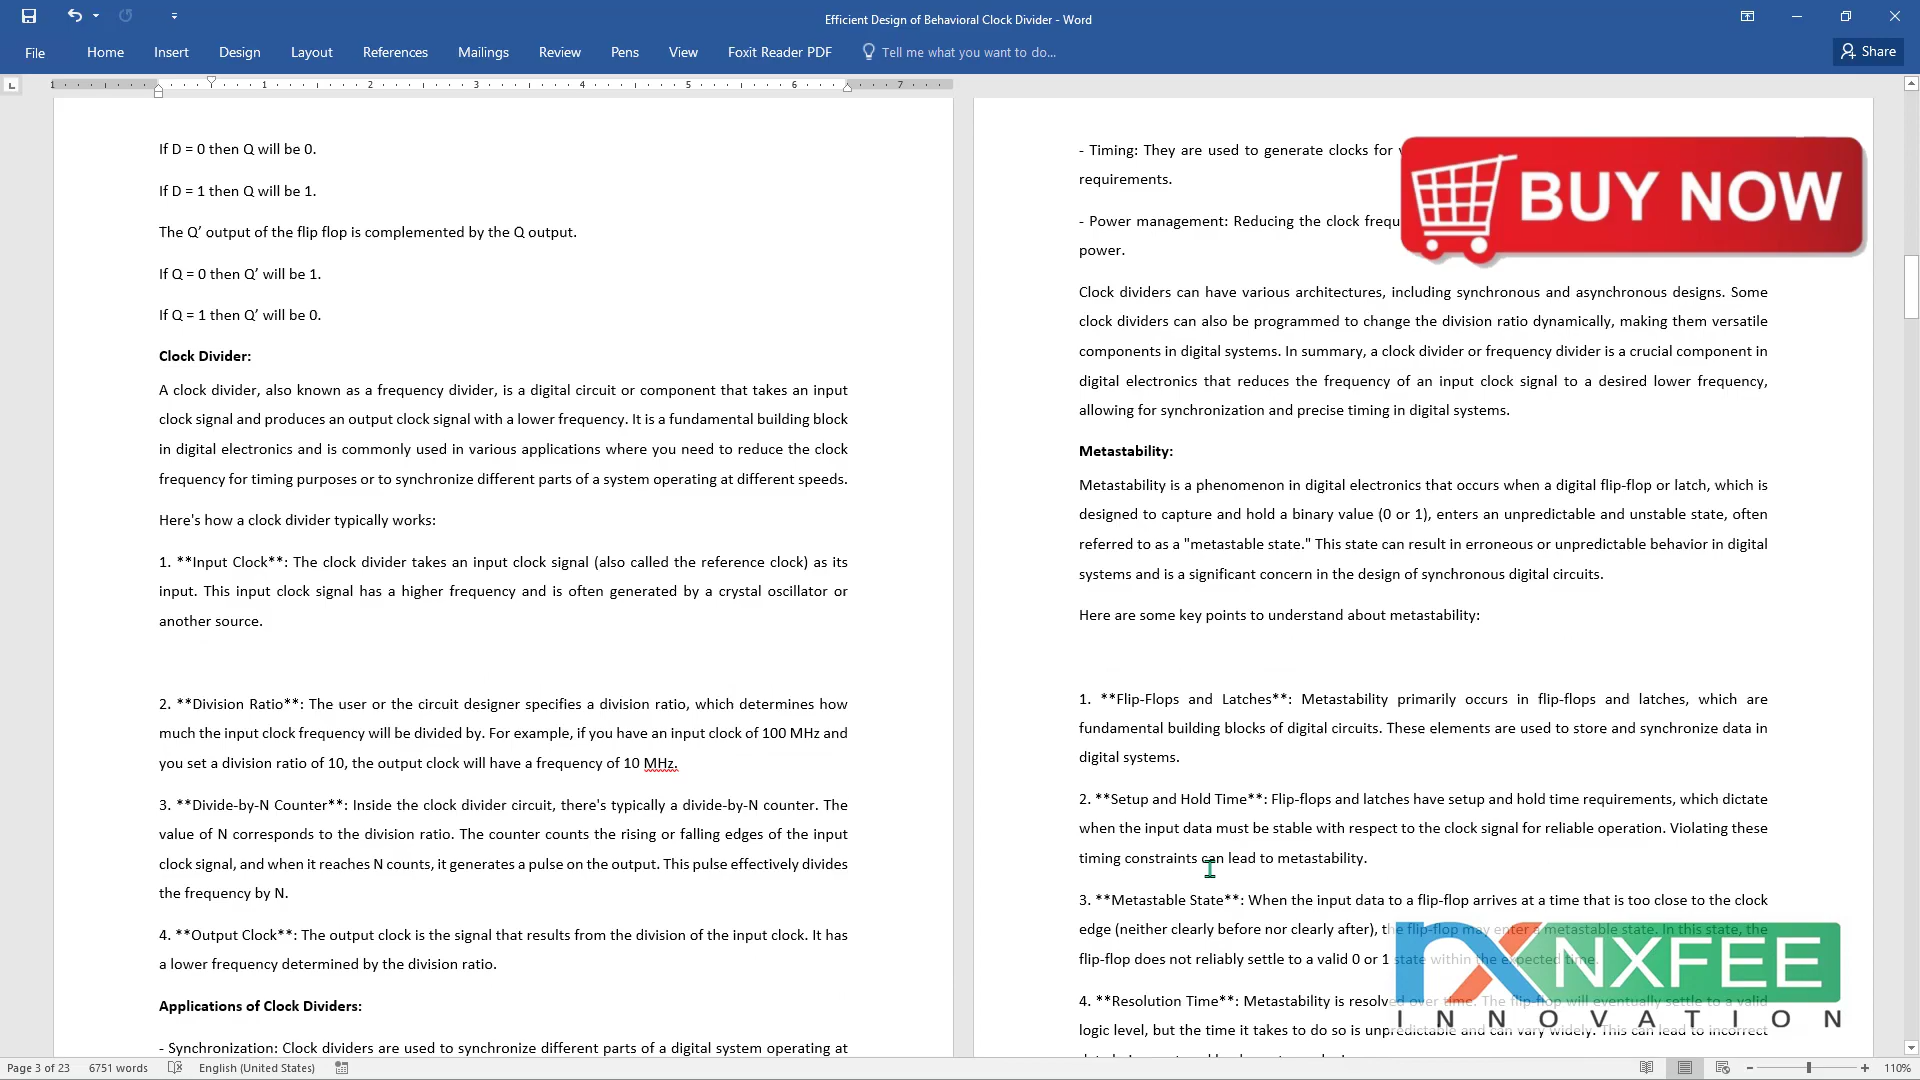 Efficient Design of Behavioral Clock Divider - Word
File Home Insert Design Layout References Mailings Review Pens View Foxit Reader PDF Tell me what you want to do... Share
1 1 2 3 4 5 6 7
If D = 0 then Q will be 0.
If D = 1 then Q will be 1.
The Q’ output of the flip flop is complemented by the Q output.
If Q = 0 then Q’ will be 1.
If Q = 1 then Q’ will be 0.
Clock Divider:
A clock divider, also known as a frequency divider, is a digital circuit or component that takes an input
clock signal and produces an output clock signal with a lower frequency. It is a fundamental building block
in digital electronics and is commonly used in various applications where you need to reduce the clock
frequency for timing purposes or to synchronize different parts of a system operating at different speeds.
Here's how a clock divider typically works:
1. **Input Clock**: The clock divider takes an input clock signal (also called the reference clock) as its
input. This input clock signal has a higher frequency and is often generated by a crystal oscillator or
another source.
2. **Division Ratio**: The user or the circuit designer specifies a division ratio, which determines how
much the input clock frequency will be divided by. For example, if you have an input clock of 100 MHz and
you set a division ratio of 10, the output clock will have a frequency of 10 MHz.
3. **Divide-by-N Counter**: Inside the clock divider circuit, there's typically a divide-by-N counter. The
value of N corresponds to the division ratio. The counter counts the rising or falling edges of the input
clock signal, and when it reaches N counts, it generates a pulse on the output. This pulse effectively divides
the frequency by N.
4. **Output Clock**: The output clock is the signal that results from the division of the input clock. It has
a lower frequency determined by the division ratio.
Applications of Clock Dividers:
- Synchronization: Clock dividers are used to synchronize different parts of a digital system operating at
- Timing: They are used to generate clocks for
requirements.
- Power management: Reducing the clock frequ
power.
BUY NOW
Clock dividers can have various architectures, including synchronous and asynchronous designs. Some
clock dividers can also be programmed to change the division ratio dynamically, making them versatile
components in digital systems. In summary, a clock divider or frequency divider is a crucial component in
digital electronics that reduces the frequency of an input clock signal to a desired lower frequency,
allowing for synchronization and precise timing in digital systems.
Metastability:
Metastability is a phenomenon in digital electronics that occurs when a digital flip-flop or latch, which is
designed to capture and hold a binary value (0 or 1), enters an unpredictable and unstable state, often
referred to as a "metastable state." This state can result in erroneous or unpredictable behavior in digital
systems and is a significant concern in the design of synchronous digital circuits.
Here are some key points to understand about metastability:
1. **Flip-Flops and Latches**: Metastability primarily occurs in flip-flops and latches, which are
fundamental building blocks of digital circuits. These elements are used to store and synchronize data in
digital systems.
2. **Setup and Hold Time**: Flip-flops and latches have setup and hold time requirements, which dictate
when the input data must be stable with respect to the clock signal for reliable operation. Violating these
timing constraints can lead to metastability.
3. **Metastable State**: When the input data to a flip-flop arrives at a time that is too close to the clock
edge (neither clearly before nor clearly after), the flip-flop may enter a metastable state. In this state, the
flip-flop does not reliably settle to a valid 0 or 1 state within the expected time.
4. **Resolution Time**: Metastability is resolved over time. The flip-flop will eventually settle to a valid
logic level, but the time it takes to do so is unpredictable and can vary widely. This can lead to incorrect
NXFEE
INNOVATION
Page 3 of 23 6751 words English (United States) 110%